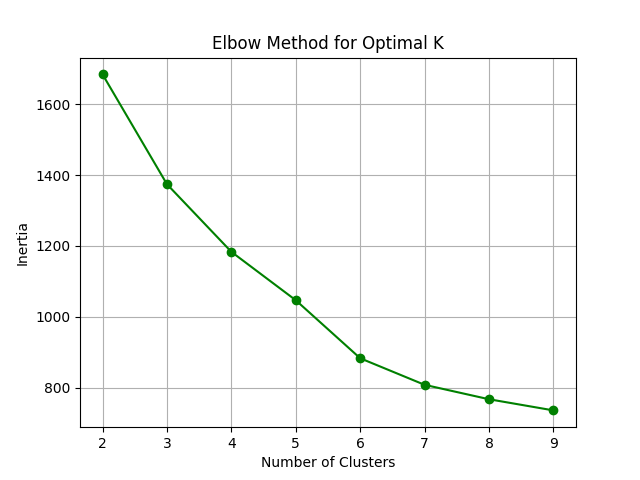 Elbow Method for Optimal K
1600
1400
1200
1000
800
Inertia
2 3 4 5 6 7 8 9
Number of Clusters